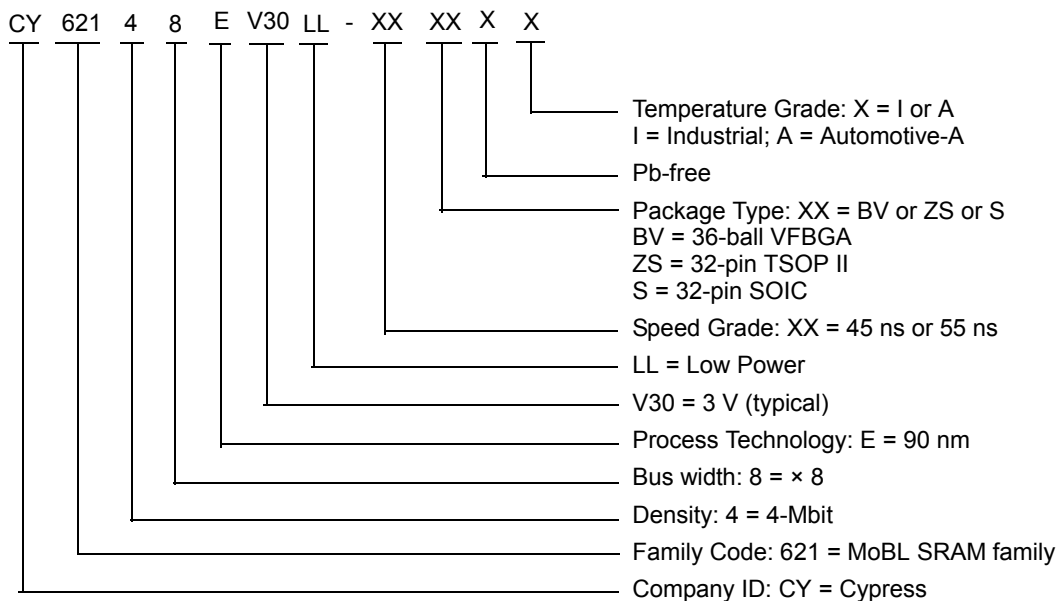 CY 621 4 8 E V30 LL - XX XX X X
Temperature Grade: X = I or A
I = Industrial; A = Automotive-A
Pb-free
Package Type: XX = BV or ZS or S
BV = 36-ball VFBGA
ZS = 32-pin TSOP II
S = 32-pin SOIC
Speed Grade: XX = 45 ns or 55 ns
LL = Low Power
V30 = 3 V (typical)
Process Technology: E = 90 nm
Bus width: 8 = × 8
Density: 4 = 4-Mbit
Family Code: 621 = MoBL SRAM family
Company ID: CY = Cypress